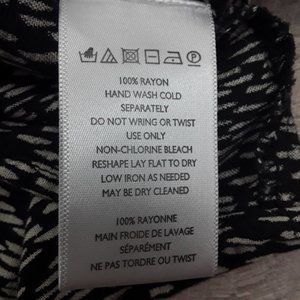 100% RAYON
HAND WASH COLD
SEPARATELY
DO NOT WRING OR TWIST
USE ONLY
NON-CHLORINE BLEACH
RESHAPE LAY FLAT TO DRY
LOW IRON AS NEEDED
MAY BE DRY CLEANED
100% RAYONNE
MAIN FROIDE DE LAVAGE
SÉPARÉMENT
NE PAS TORDRE OU TWIST